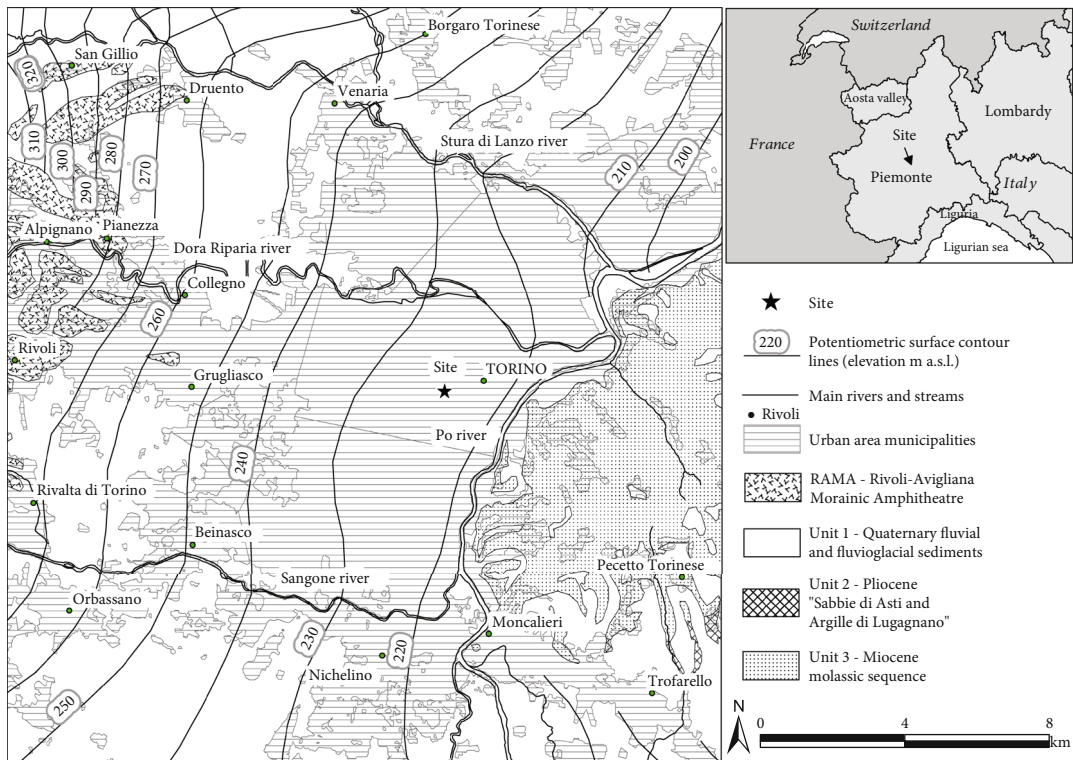 Borgaro Torinese
San Gillio
320
Druento
Venaria
310
300
280
270
290
Stura di Lanzo river
210
200
Alpignano
Pianezza
Dora Riparia river
Collegno
260
Rivoli
Grugliasco
Site
TORINO
Po river
240
Rivalta di Torino
Beinasco
Sangone river
Pecetto Torinese
Orbassano
Moncalieri
230
220
Nichelino
250
Trofarello
Switzerland
Aosta valley
Lombardy
France
Site
Piemonte
Italy
Liguria
Ligurian sea
Site
220
Potentiometric surface contour
lines (elevation m a.s.l.)
Main rivers and streams
Rivoli
Urban area municipalities
RAMA - Rivoli-Avigliana
Morainic Amphitheatre
Unit 1 - Quaternary fluvial
and fluvioglacial sediments
Unit 2 - Pliocene
"Sabbie di Asti and
Argille di Lugagnano"
Unit 3 - Miocene
molassic sequence
N
0 4 8
km